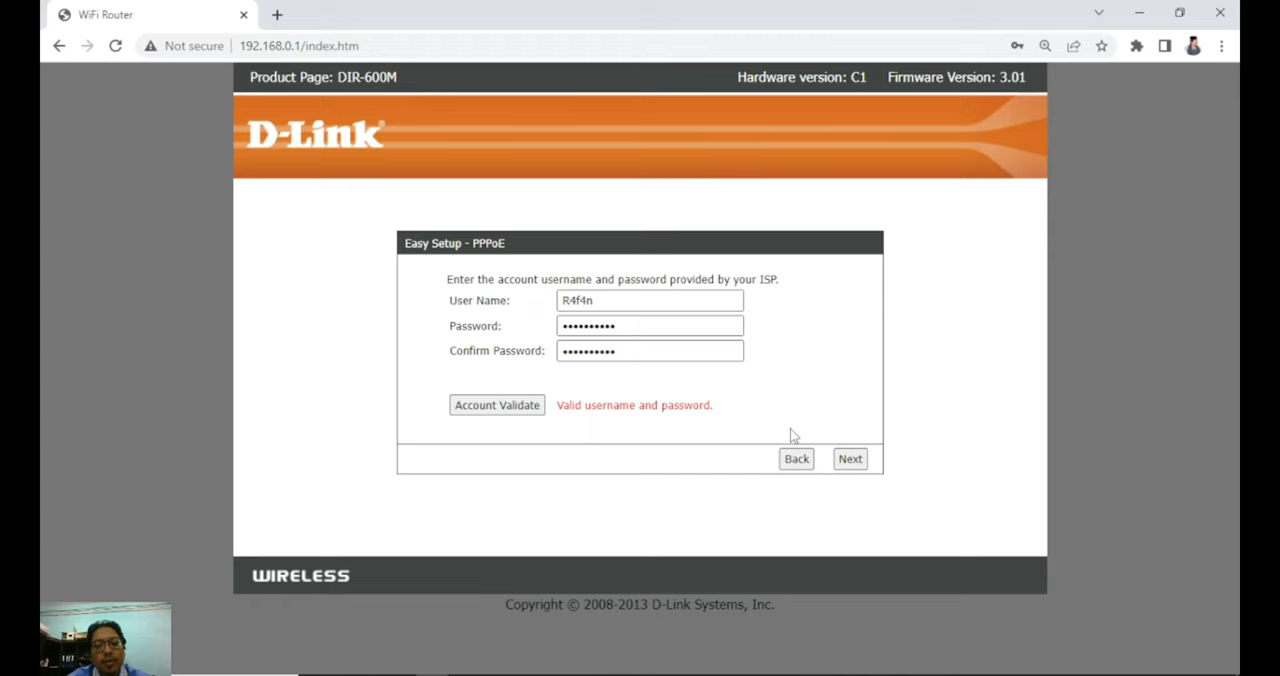 WiFi Router
Not secure
192.168.0.1/index.htm
Product Page: DIR-600M
Hardware version: C1
Firmware Version: 3.01
D-Link
Easy Setup - PPPoE
Enter the account username and password provided by your ISP.
User Name: R4f4n
Password: ••••••••••
Confirm Password: ••••••••••
Account Validate
Valid username and password.
Back
Next
WIRELESS
Copyright © 2008-2013 D-Link Systems, Inc.